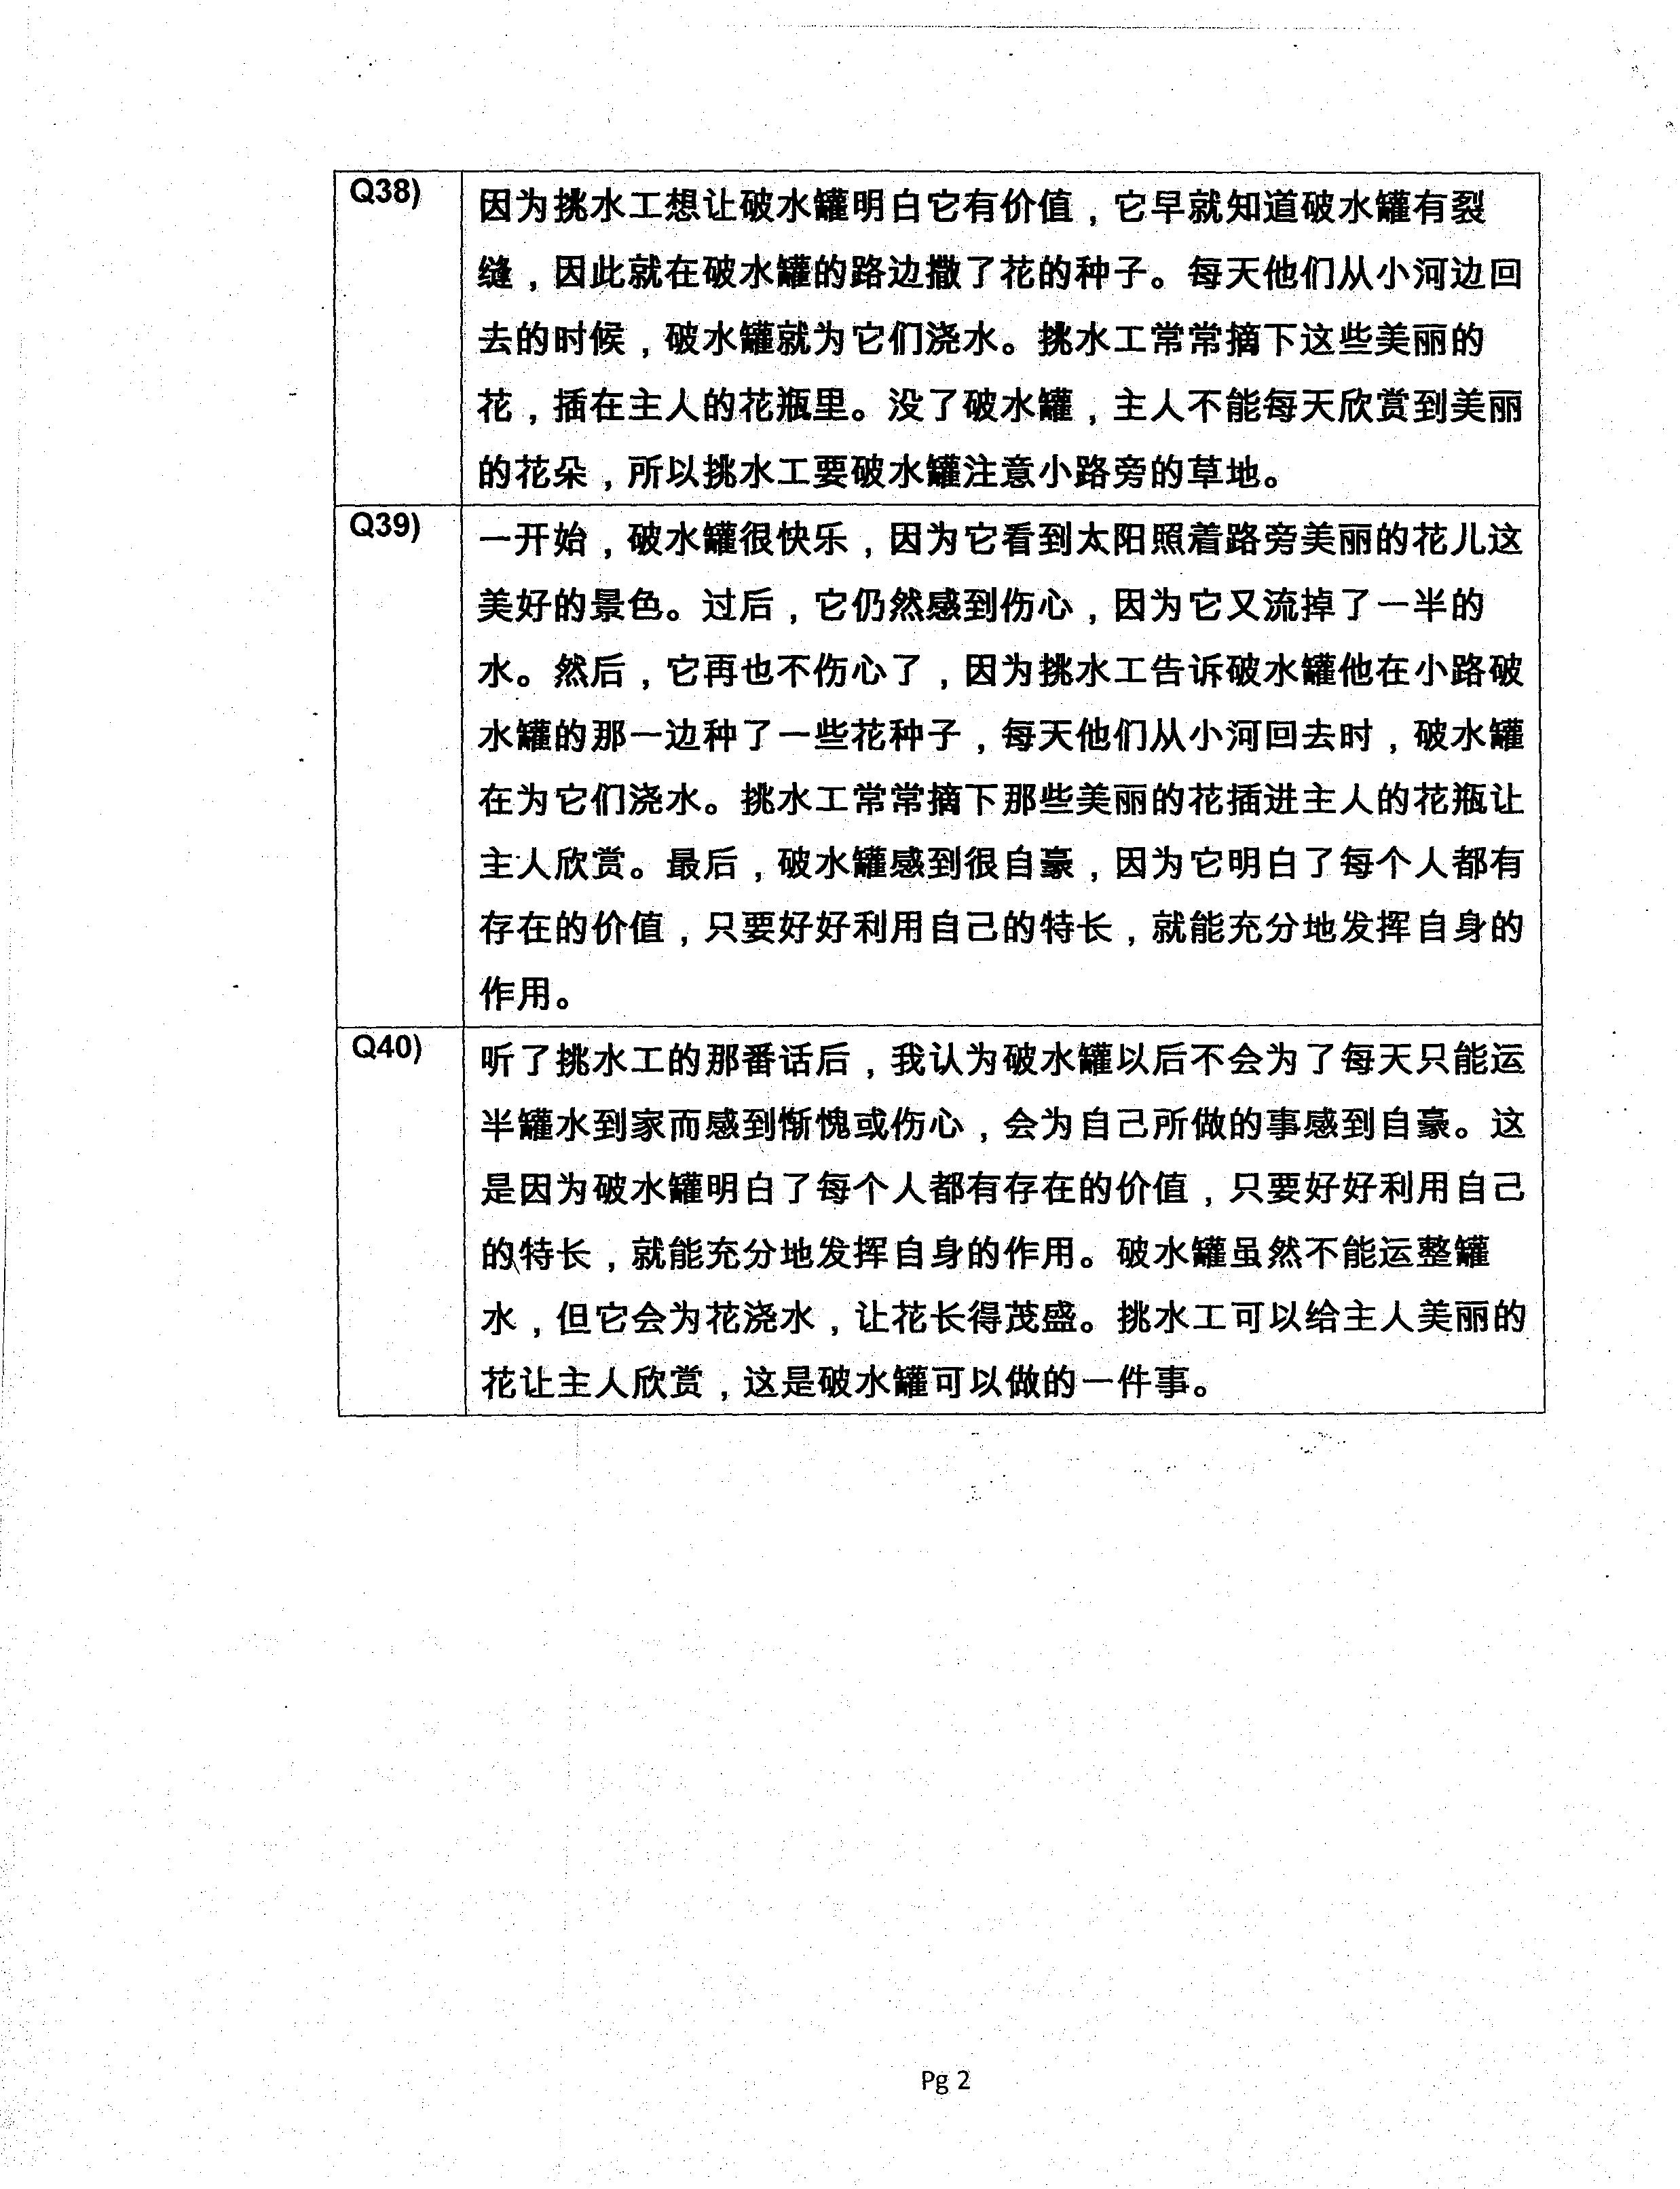 Q38)
因为挑水工想让破水罐明白它有价值，它早就知道破水罐有裂
缝，因此就在破水罐的路边撒了花的种子。每天他们从小河边回
去的时候，破水罐就为它们浇水。挑水工常常摘下这些美丽的
花，插在主人的花瓶里。没了破水罐，主人不能每天欣赏到美丽
的花朵，所以挑水工要破水罐注意小路旁的草地。
Q39)
一开始，破水罐很快乐，因为它看到太阳照着路旁美丽的花儿这
美好的景色。过后，它仍然感到伤心，因为它又流掉了一半的
水。然后，它再也不伤心了，因为挑水工告诉破水罐他在小路破
水罐的那一边种了一些花种子，每天他们从小河回去时，破水罐
在为它们浇水。挑水工常常摘下那些美丽的花插进主人的花瓶让
主人欣赏。最后，破水罐感到很自豪，因为它明白了每个人都有
存在的价值，只要好好利用自己的特长，就能充分地发挥自身的
作用。
Q40)
听了挑水工的那番话后，我认为破水罐以后不会为了每天只能运
半罐水到家而感到惭愧或伤心，会为自己所做的事感到自豪。这
是因为破水罐明白了每个人都有存在的价值，只要好好利用自己
的特长，就能充分地发挥自身的作用。破水罐虽然不能运整罐
水，但它会为花浇水，让花长得茂盛。挑水工可以给主人美丽的
花让主人欣赏，这是破水罐可以做的一件事。
Pg 2